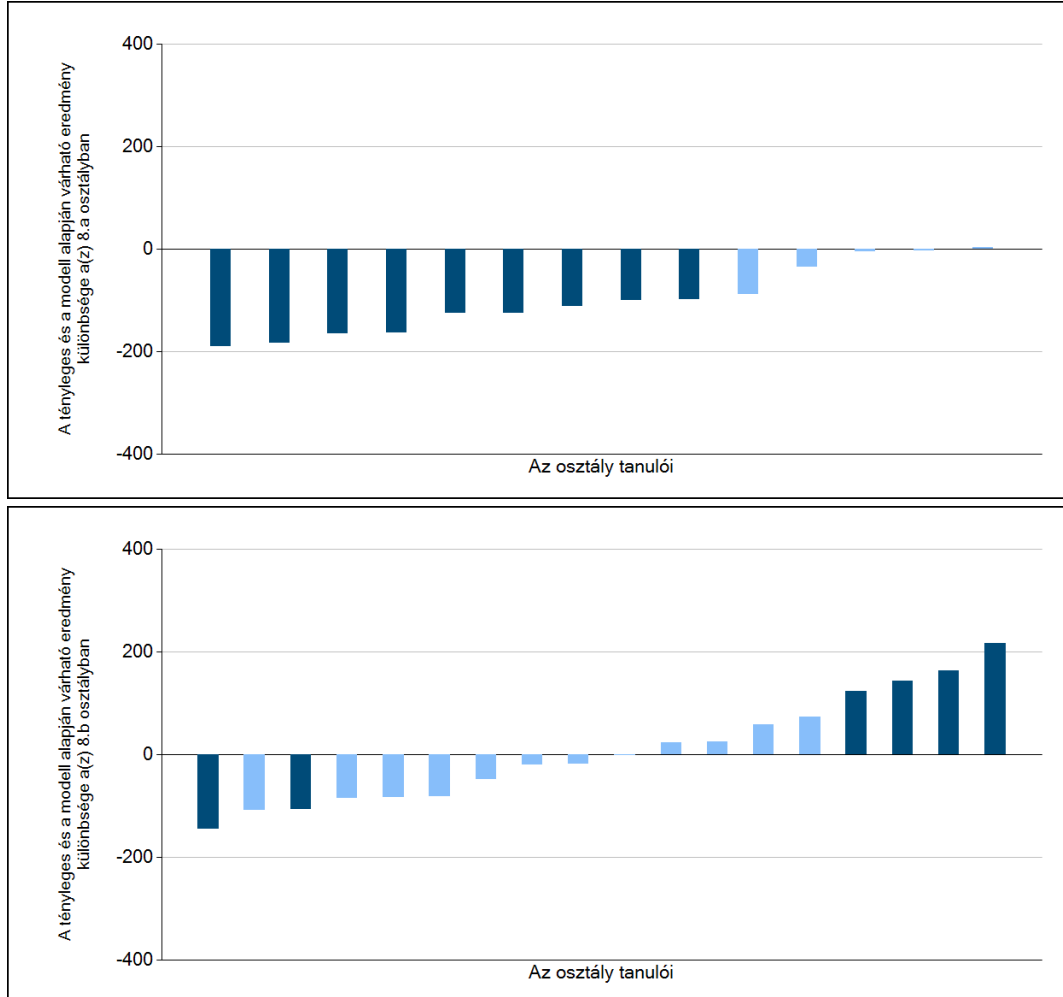 A tényleges és a modell alapján várható eredmény
különbsége a(z) 8.a osztályban
400
200
0
-200
-400
Az osztály tanulói
A tényleges és a modell alapján várható eredmény
különbsége a(z) 8.b osztályban
400
200
0
-200
-400
Az osztály tanulói